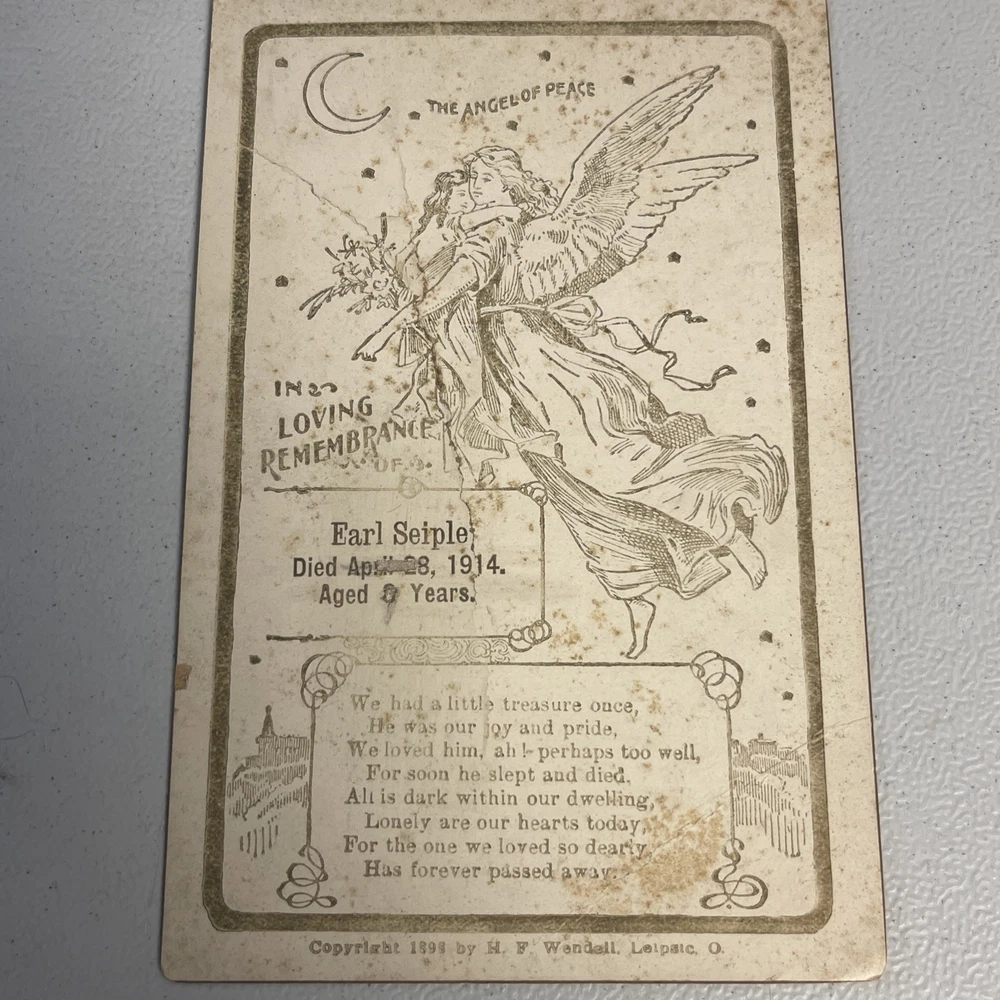 THE ANGEL OF PEACE
IN
LOVING
REMEMBRANCE
OF
Earl Seiple,
Died April 28, 1914.
Aged Years.
We had a little treasure once,
He was our joy and pride,
We loved him, ah!- perhaps too well,
For soon he slept and died.
All is dark within our dwelling,
Lonely are our hearts today,
For the one we loved so dearly,
Has forever passed away.
Copyright 1898 by H. F. Wendell, Leipsic, O.